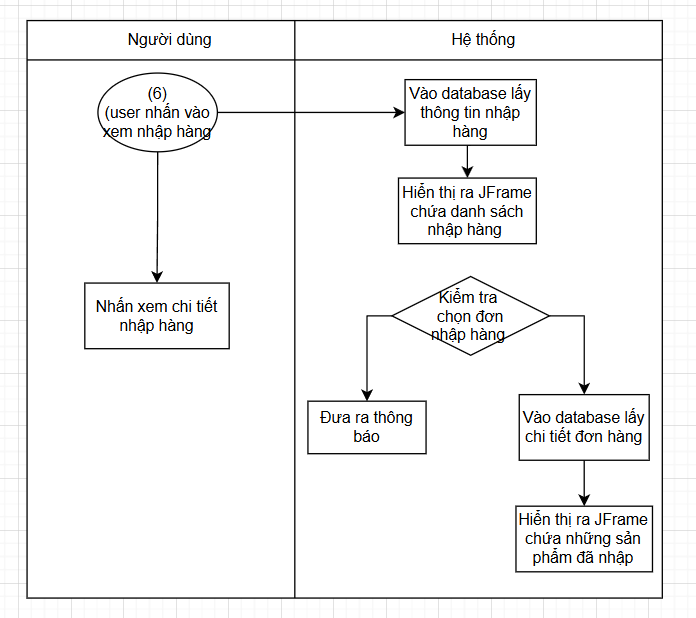 Người dùng
Hệ thống
(6)
(user nhấn vào
xem nhập hàng
Vào database lấy
thông tin nhập
hàng
Hiển thị ra JFrame
chứa danh sách
nhập hàng
Nhấn xem chi tiết
nhập hàng
Kiểm tra
chọn đơn
nhập hàng
Đưa ra thông
báo
Vào database lấy
chi tiết đơn hàng
Hiển thị ra JFrame
chứa những sản
phẩm đã nhập